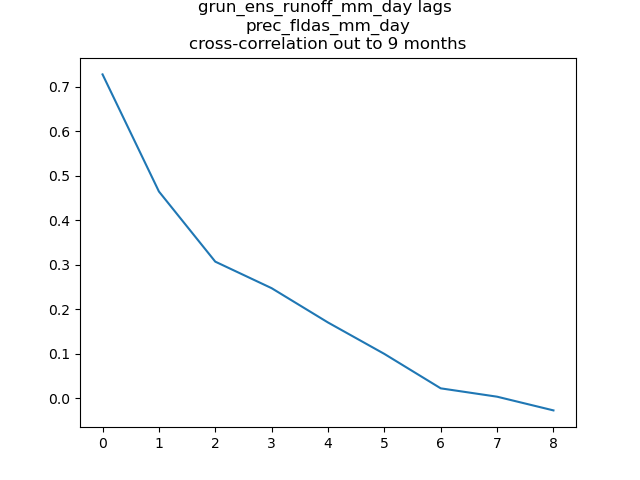 grun_ens_runoff_mm_day lags
prec_fldas_mm_day
cross-correlation out to 9 months
0.7
0.6
0.5
0.4
0.3
0.2
0.1
0.0
0 1 2 3 4 5 6 7 8